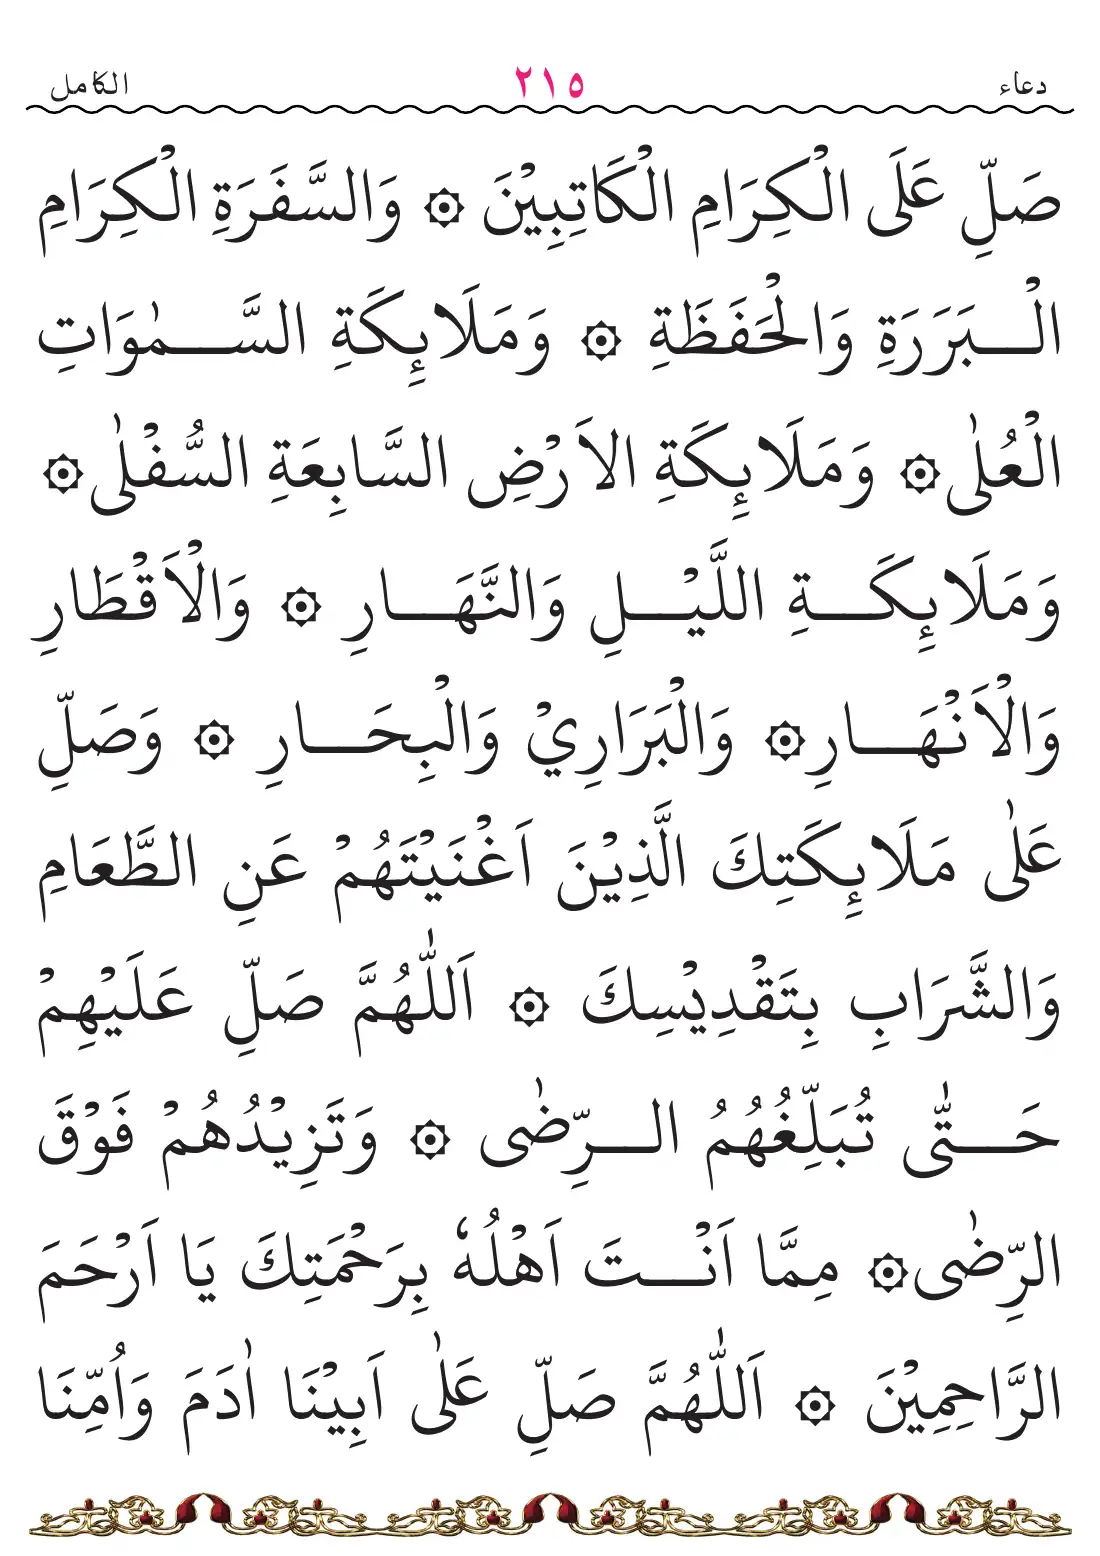 دعاء ٢١٥ الكامل
صَلِّ عَلَى الْكِرَامِ الْكَاتِبِيْنَ ۞ وَالسَّفَرَةِ الْكِرَامِ
الْـبَرَرَةِ وَالْحَفَظَةِ ۞ وَمَلَائِكَةِ السَّـمٰوَاتِ
الْعُلٰى ۞ وَمَلَائِكَةِ الاَرْضِ السَّابِعَةِ السُّفْلٰى ۞
وَمَلَائِكَـةِ اللَّيْـلِ وَالنَّهَـارِ ۞ وَالْاَقْطَارِ
وَالْاَنْهَـارِ ۞ وَالْبَرَارِيْ وَالْبِحَـارِ ۞ وَصَلِّ
عَلٰى مَلَائِكَتِكَ الَّذِيْنَ اَغْنَيْتَهُمْ عَنِ الطَّعَامِ
وَالشَّرَابِ بِتَقْدِيْسِكَ ۞ اَللّٰهُمَّ صَلِّ عَلَيْهِمْ
حَـتّٰى تُبَلِّغُهُمُ الـرِّضٰى ۞ وَتَزِيْدُهُمْ فَوْقَ
الرِّضٰى ۞ مِمَّا اَنْـتَ اَهْلُهٗ بِرَحْمَتِكَ يَا اَرْحَمَ
الرَّاحِمِيْنَ ۞ اَللّٰهُمَّ صَلِّ عَلٰى اَبِيْنَا اٰدَمَ وَاُمِّنَا